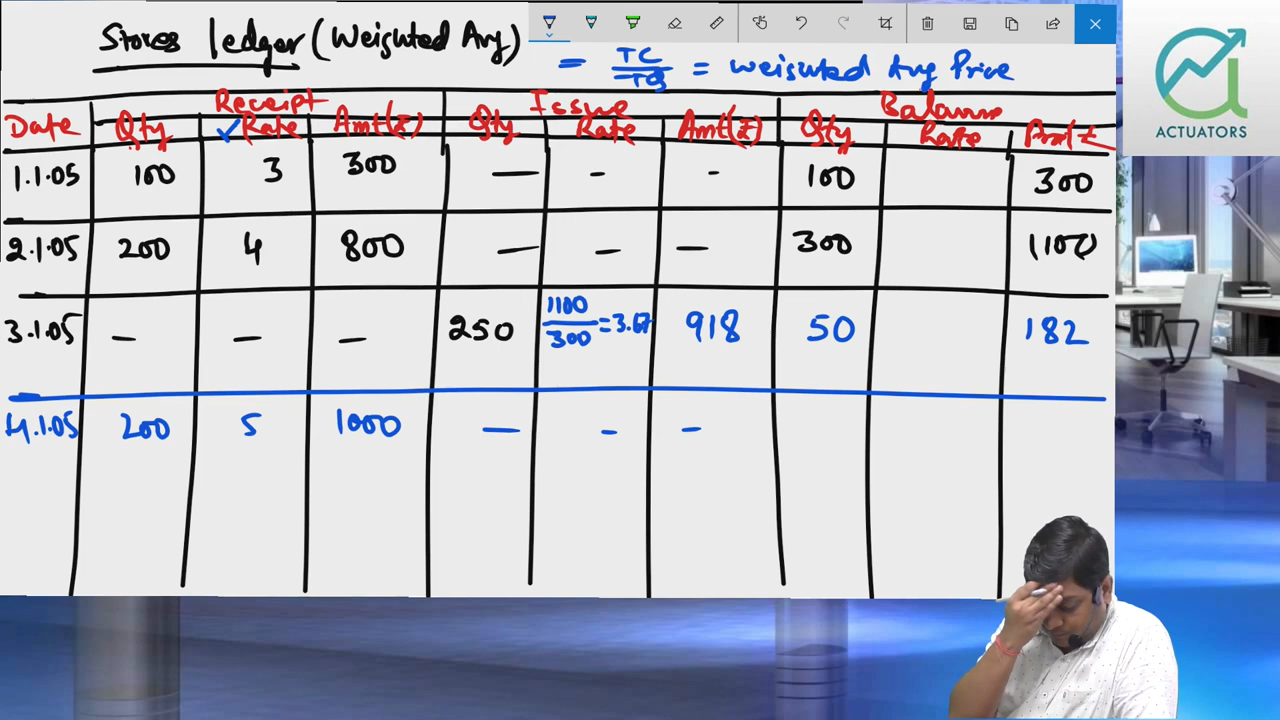 Stores ledger (Weighted Avg)
= TC/TQ = Weighted Avg Price
ACTUATORS
Receipt Issue Balance
Date Qty ✓Rate Amt(₹) Qty Rate Amt(₹) Qty Rate Amt ₹
1.1.05 100 3 300 — - - 100 300
2.1.05 200 4 800 — - — 300 1100
3.1.05 - - - 250 1100/300 =3.67 918 50 182
4.1.05 200 5 1000 — - -